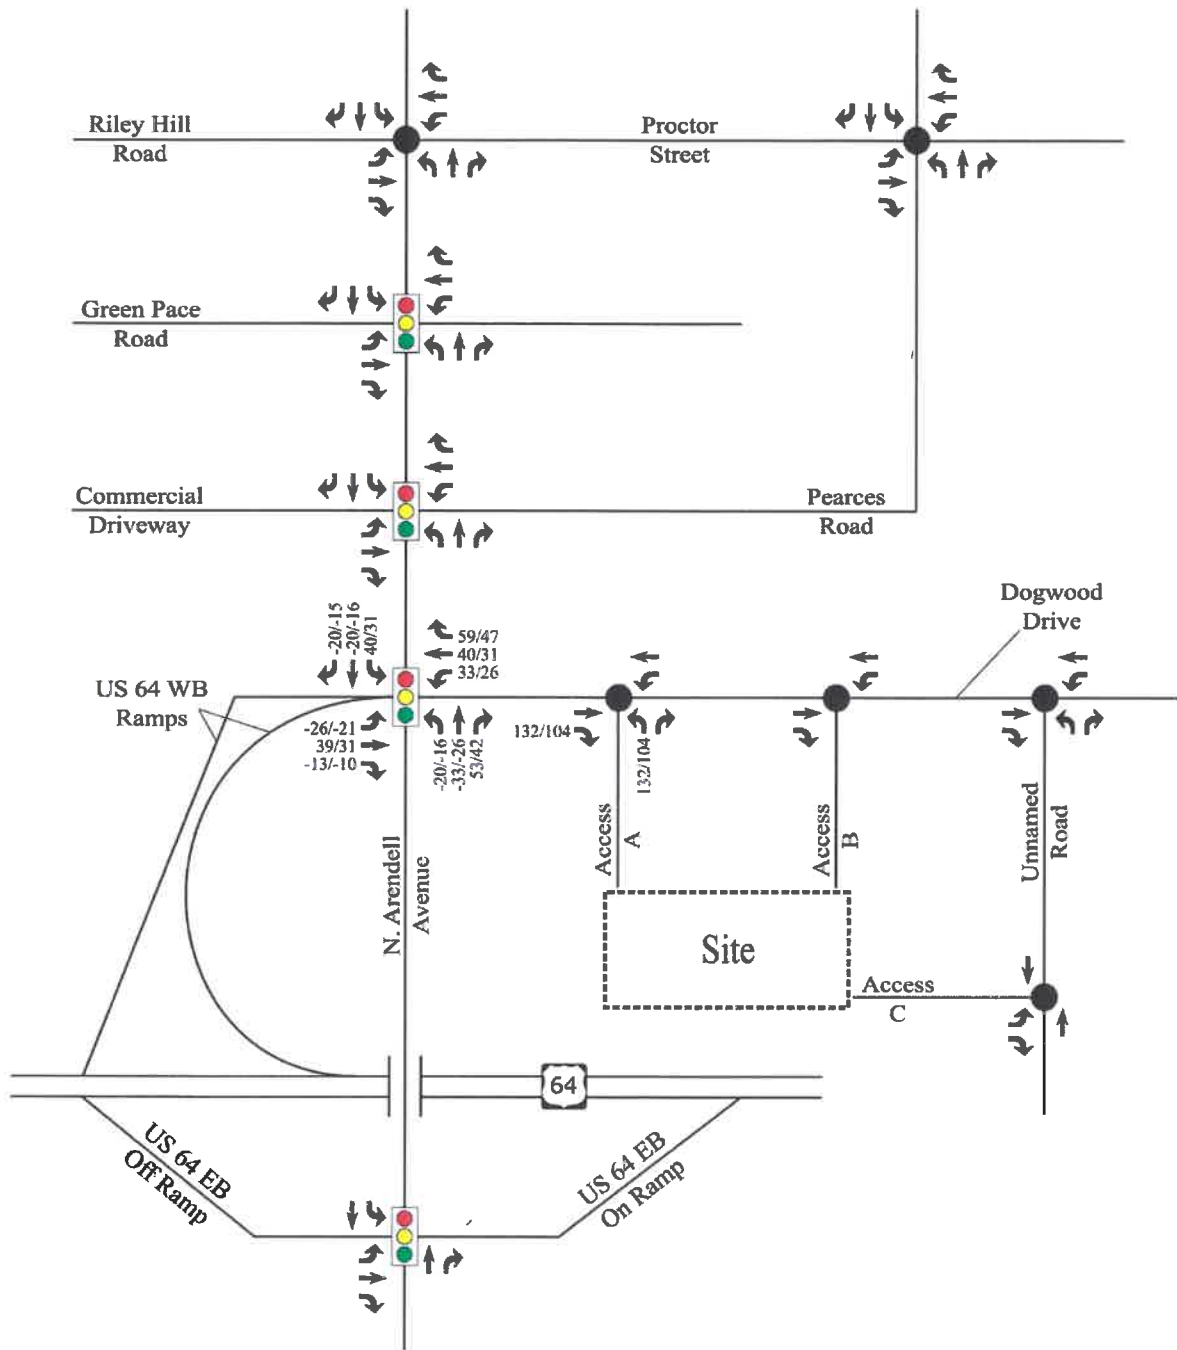 Riley Hill
Road
Proctor
Street
Green Pace
Road
Commercial
Driveway
Pearces
Road
Dogwood
Drive
-20/-15
-20/-16
40/31
59/47
40/31
33/26
US 64 WB
Ramps
-26/-21
39/31
-13/-10
-20/-16
-33/-26
53/42
132/104
132/104
Access
A
Access
B
Unnamed
Road
N. Arendell
Avenue
Site
Access
C
64
US 64 EB
Off Ramp
US 64 EB
On Ramp